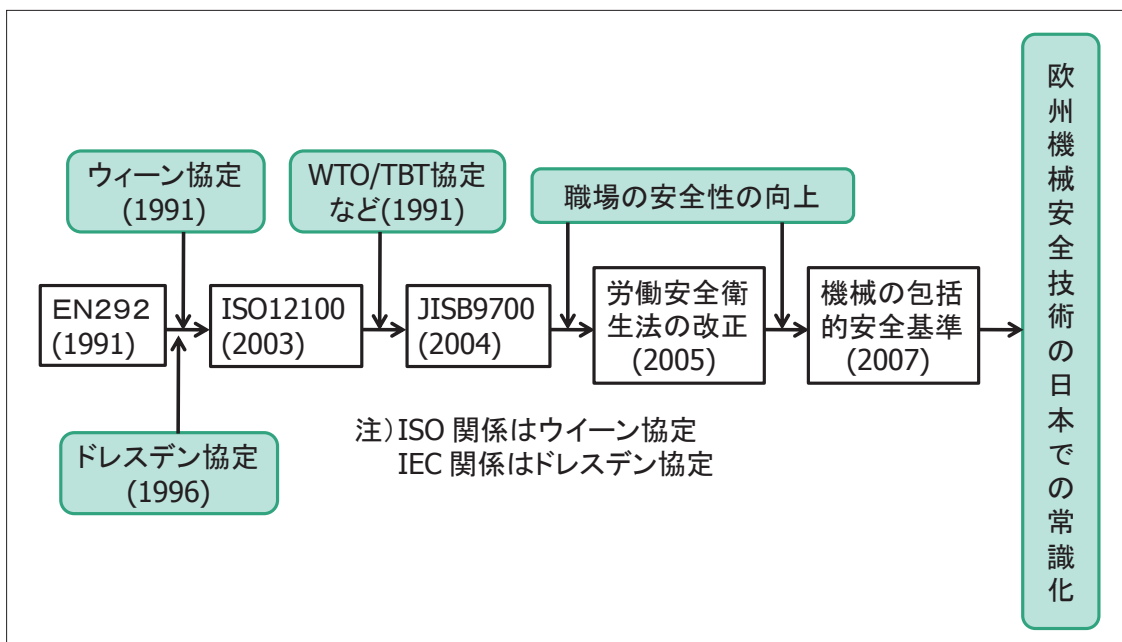 ウィーン協定
(1991)
WTO/TBT協定
など(1991)
職場の安全性の向上
EN292
(1991)
ISO12100
(2003)
JISB9700
(2004)
労働安全衛
生法の改正
(2005)
機械の包括
的安全基準
(2007)
欧州機械安全技術の日本での常識化
ドレスデン協定
(1996)
注）ISO 関係はウイーン協定
IEC 関係はドレスデン協定